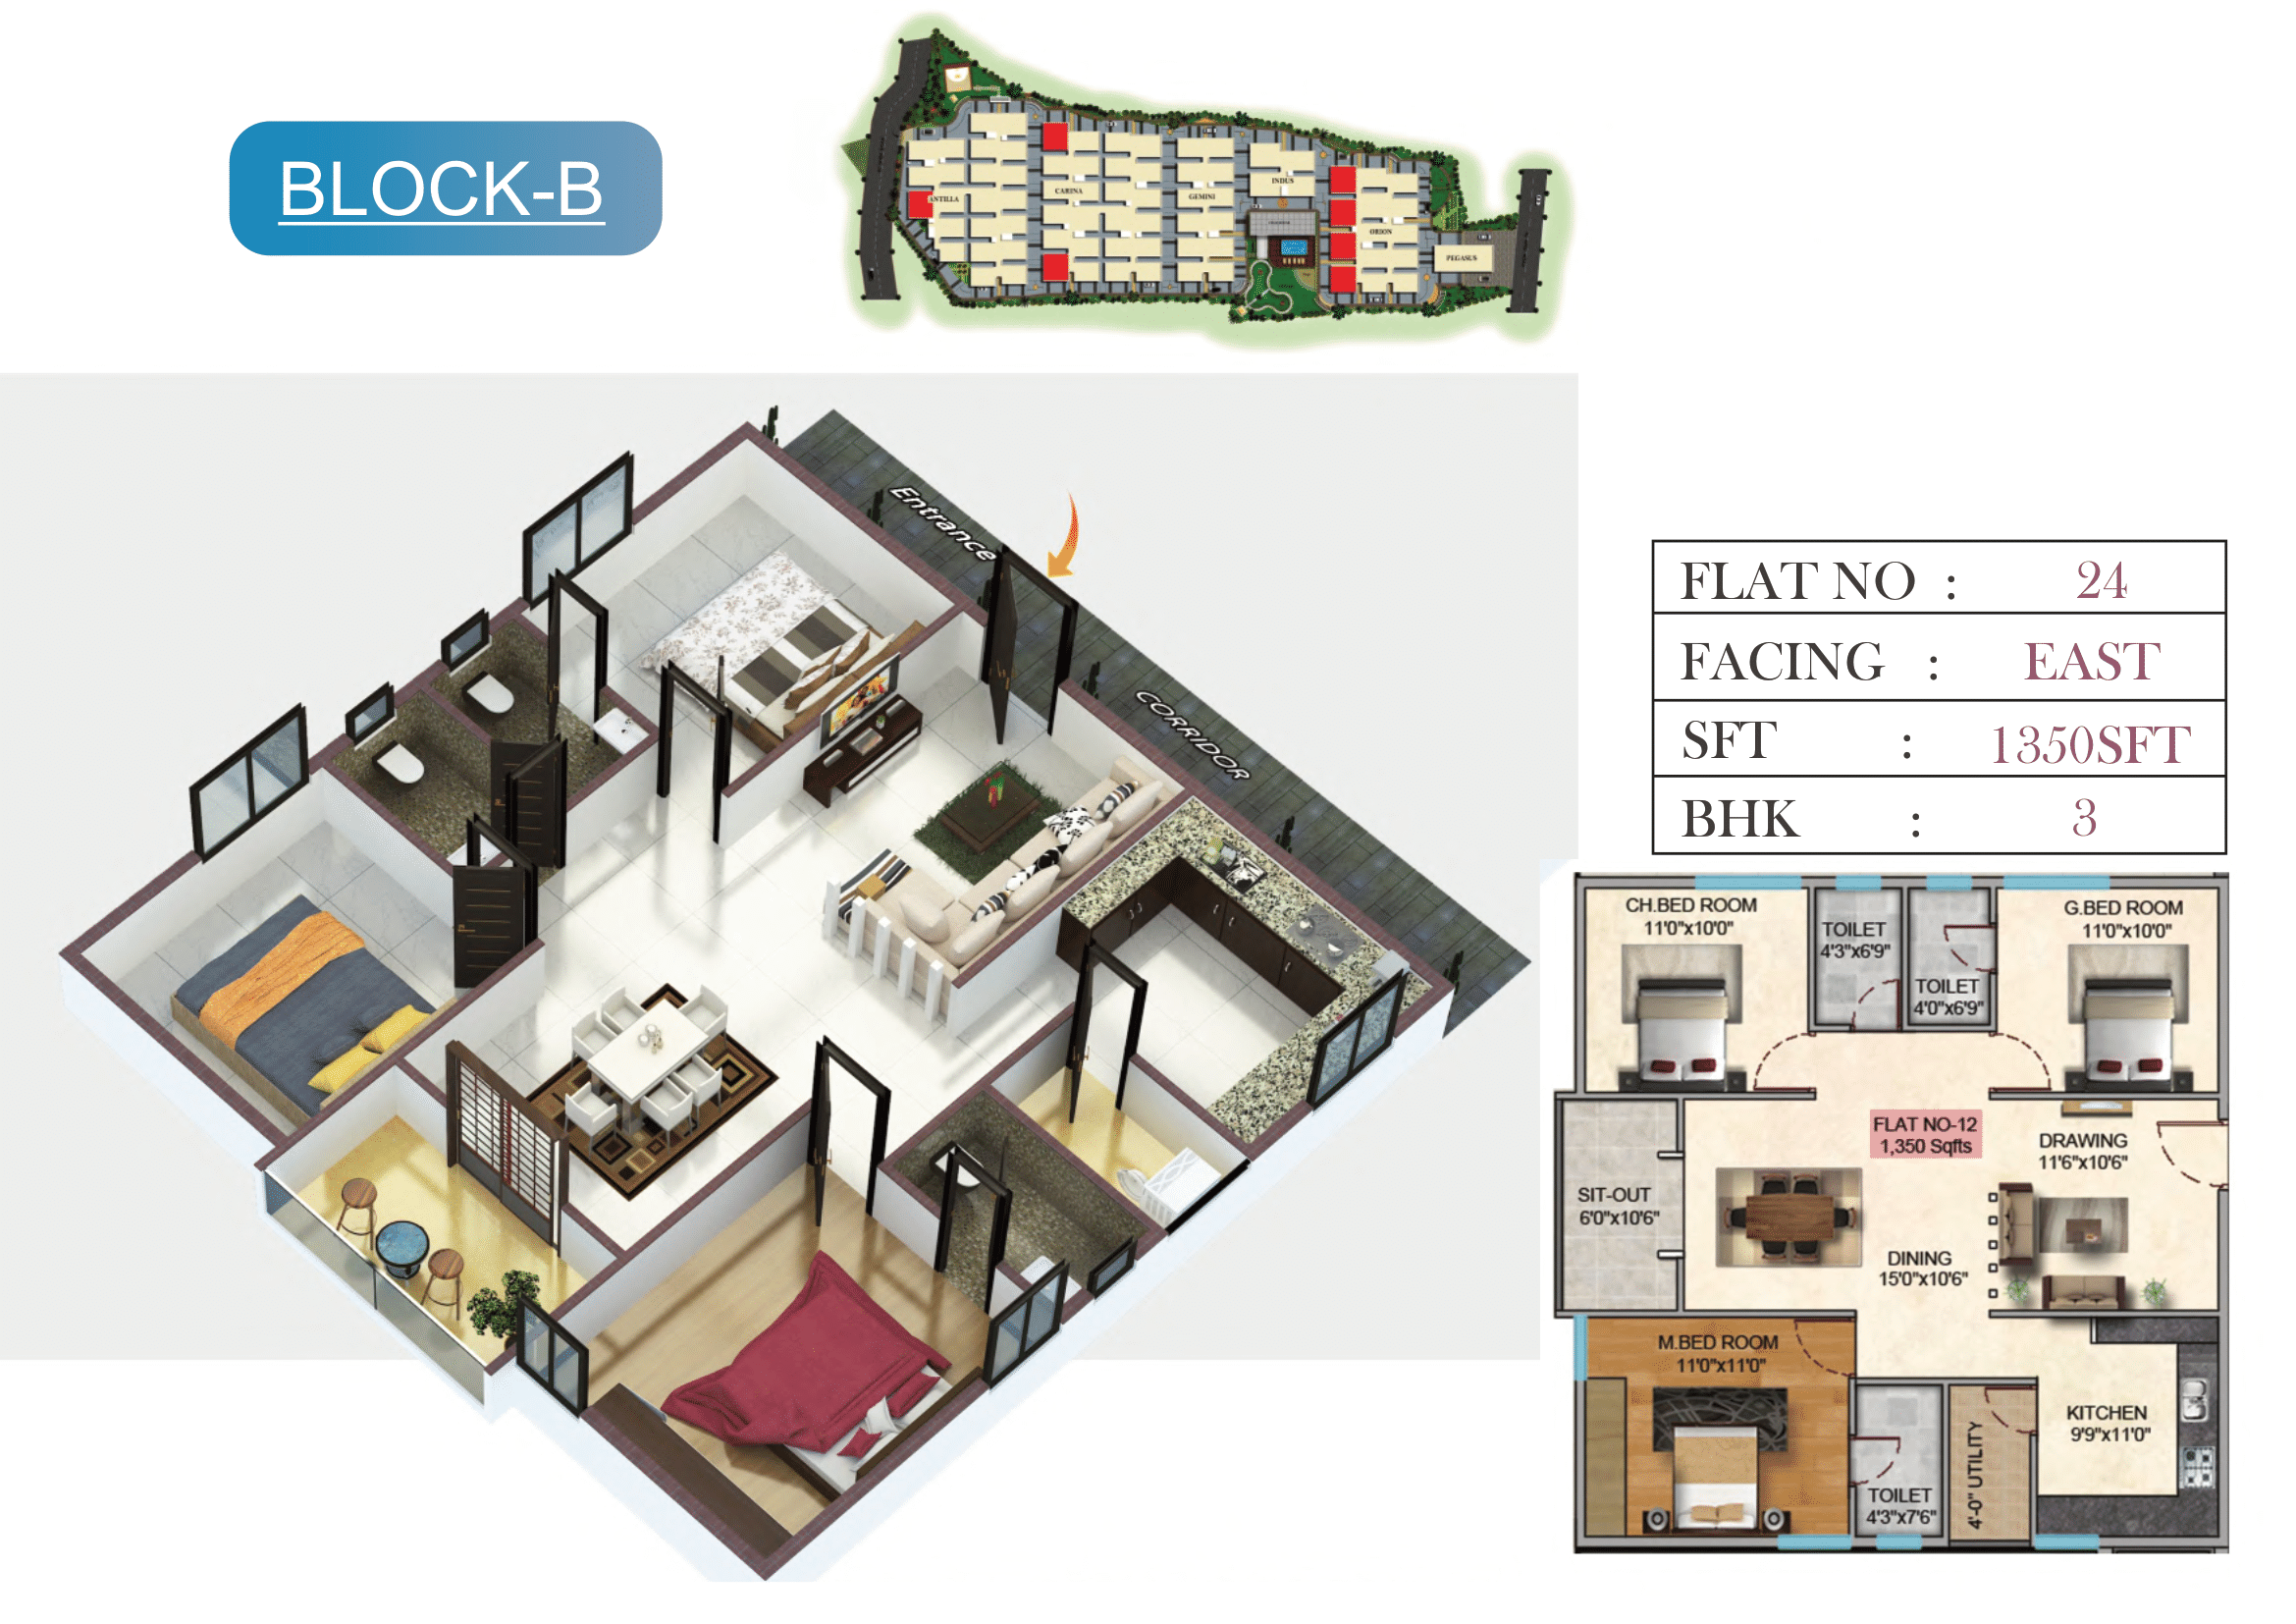 BLOCK-B
ANTILLA
CARINA
GEMINI
INDUS
ORION
PEGASUS
Entrance
CORRIDOR
FLAT NO : 24
FACING : EAST
SFT : 1350SFT
BHK : 3
CH.BED ROOM
11'0"x10'0"
TOILET
4'3"x6'9"
TOILET
4'0"x6'9"
G.BED ROOM
11'0"x10'0"
FLAT NO-12
1,350 Sqfts
DRAWING
11'6"x10'6"
SIT-OUT
6'0"x10'6"
DINING
15'0"x10'6"
M.BED ROOM
11'0"x11'0"
KITCHEN
9'9"x11'0"
TOILET
4'3"x7'6"
4'-0" UTILITY